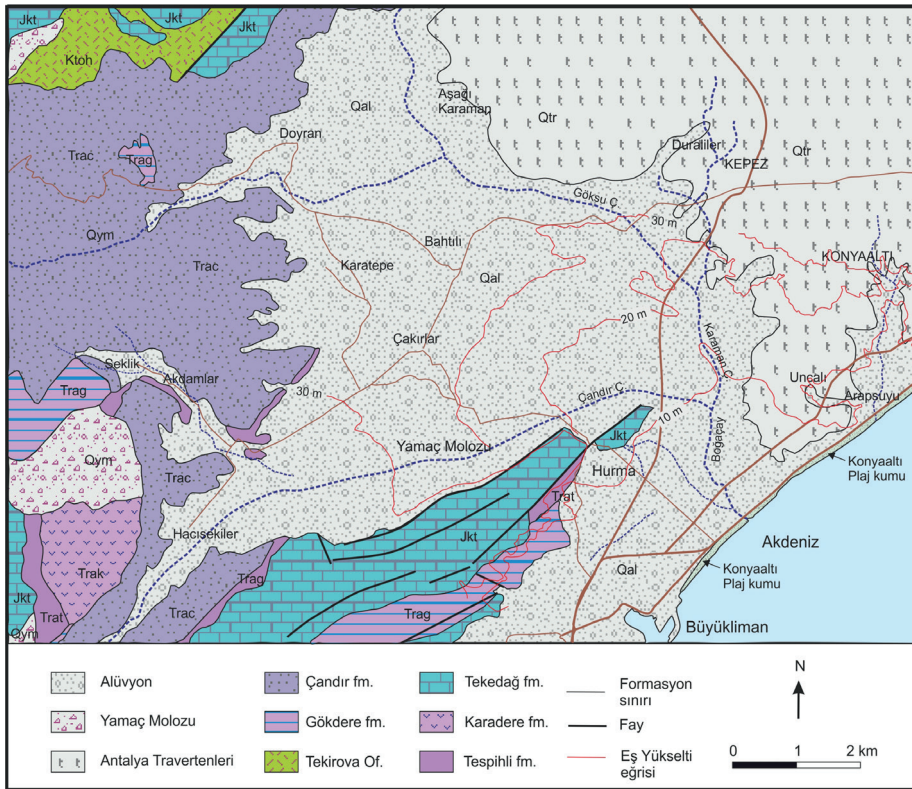 Jkt
Qym
Ktoh
Jkt
Jkt
Trac
Trag
Doyran
Qal
Aşağı
Karaman
Qtr
Duraliler
KEPEZ
Qtr
Göksu Ç.
30 m
Qym
Trac
Karatepe
Bahtılı
Qal
KONYAALTI
20 m
Çakırlar
Karaman Ç.
Seklik
Akdamlar
Trag
30 m
Çandır Ç.
10 m
Uncalı
Arapsuyu
Yamaç Molozu
Jkt
Boğaçay
Qym
Trac
Hurma
Trat
Konyaaltı
Plaj kumu
Hacısekiler
Jkt
Akdeniz
Trak
Trag
Qal
Konyaaltı
Plaj kumu
Jkt
Trat
Trac
Trag
Qym
Büyükliman
Alüvyon
Çandır fm.
Tekedağ fm.
Formasyon
sınırı
N
Yamaç Molozu
Gökdere fm.
Karadere fm.
Fay
Antalya Travertenleri
Tekirova Of.
Tespihli fm.
Eş Yükselti
eğrisi
0 1 2 km